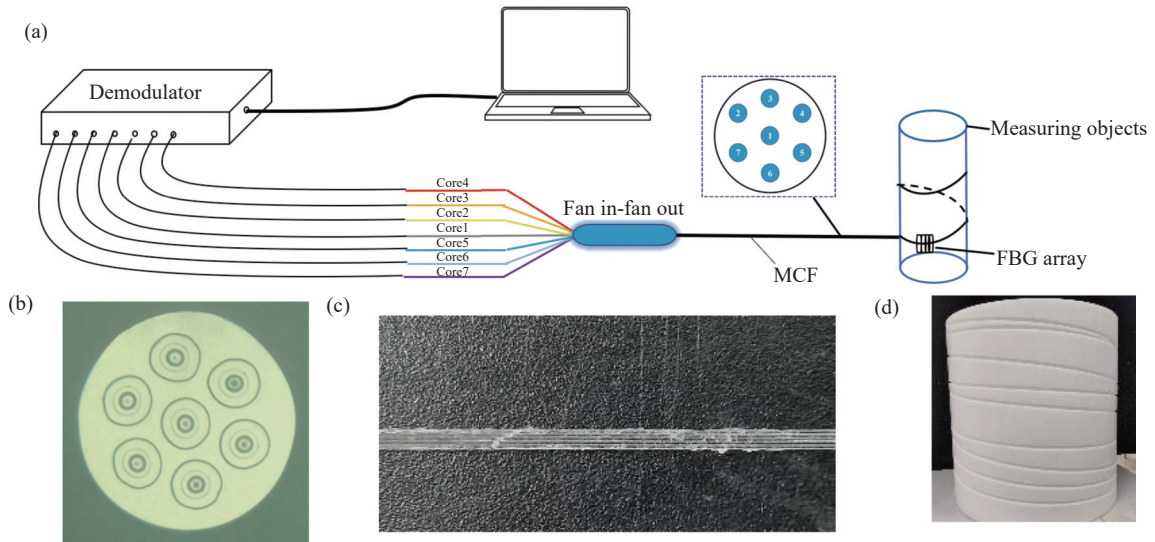 (a)
Demodulator
3
2
4
1
7
5
6
Measuring objects
Core4
Core3
Core2
Core1
Core5
Core6
Core7
Fan in-fan out
MCF
FBG array
(b)
(c)
(d)